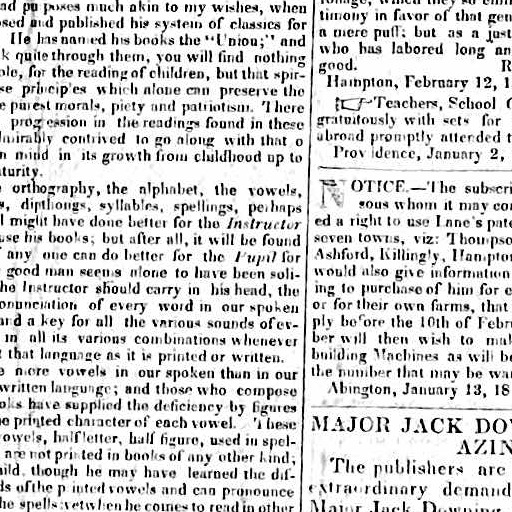 and pu poses much akin to my wishes, when
osed and published his system of classics for
He has named his books the "Union;" and
k quite through them, you will find nothing
ole, for the reading of children, but that spir-
se principles which alone can preserve the
e purest morals, piety and patriotism. There
prog ession in the readings found in these
mirably contrived to go along with that o
n mind in its growth from childhood up to
turity.
e orthography, the alphabet, the vowels,
s, dipthongs, syllables, spellings, perhaps
l might have done better for the Instructor
use his books; but after all, it will be found
any one can do better for the Pupil for
good man seems alone to have been soli-
he Instructor should carry in his head, the
onunciation of every word in our spoken
and a key for all the various sounds of ev-
in all its various combinations whenever
t that language as it is printed or written.
e more vowels in our spoken than in our
written language; and those who compose
oks have supplied the deficiency by figures
e printed character of each vowel. These
vowels, half letter, half figure, used in spel-
are not printed in books of any other kind;
hild, though he may have learned the dif-
ds of the p inted vowels and can pronounce
he spells; yet when he comes to read in other
timony in favor of that gen
a mere puff; but as a just
who has labored long an
good. R
Hampton, February 12, 1
Teachers, School C
gratuitously with sets for
abroad promptly attended t
Prov idence, January 2,
NOTICE.—The subscri
sous whom it may con
ed a right to use Lane's pate
seven towns, viz: Thompso
Ashford, Killingly, Hampton
would also give information
ing to purchase of him for e
or for their own farms, that
ply before the 10th of Febru
ber will then wish to mak
building Machines as will be
the number that may be wan
Abington, January 13, 18
MAJOR JACK DOW
AZIN
The publishers are
extraordinary demand
Major Jack Downing